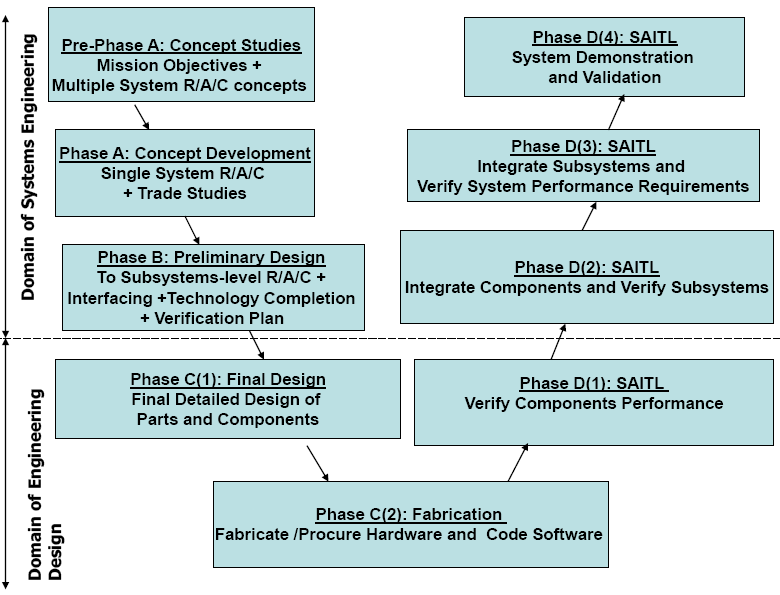 Domain of Systems Engineering
Pre-Phase A: Concept Studies
Mission Objectives +
Multiple System R/A/C concepts
Phase A: Concept Development
Single System R/A/C
+ Trade Studies
Phase B: Preliminary Design
To Subsystems-level R/A/C +
Interfacing +Technology Completion
+ Verification Plan
Domain of Engineering
Design
Phase C(1): Final Design
Final Detailed Design of
Parts and Components
Phase C(2): Fabrication
Fabricate /Procure Hardware and Code Software
Phase D(1): SAITL
Verify Components Performance
Phase D(2): SAITL
Integrate Components and Verify Subsystems
Phase D(3): SAITL
Integrate Subsystems and
Verify System Performance Requirements
Phase D(4): SAITL
System Demonstration
and Validation